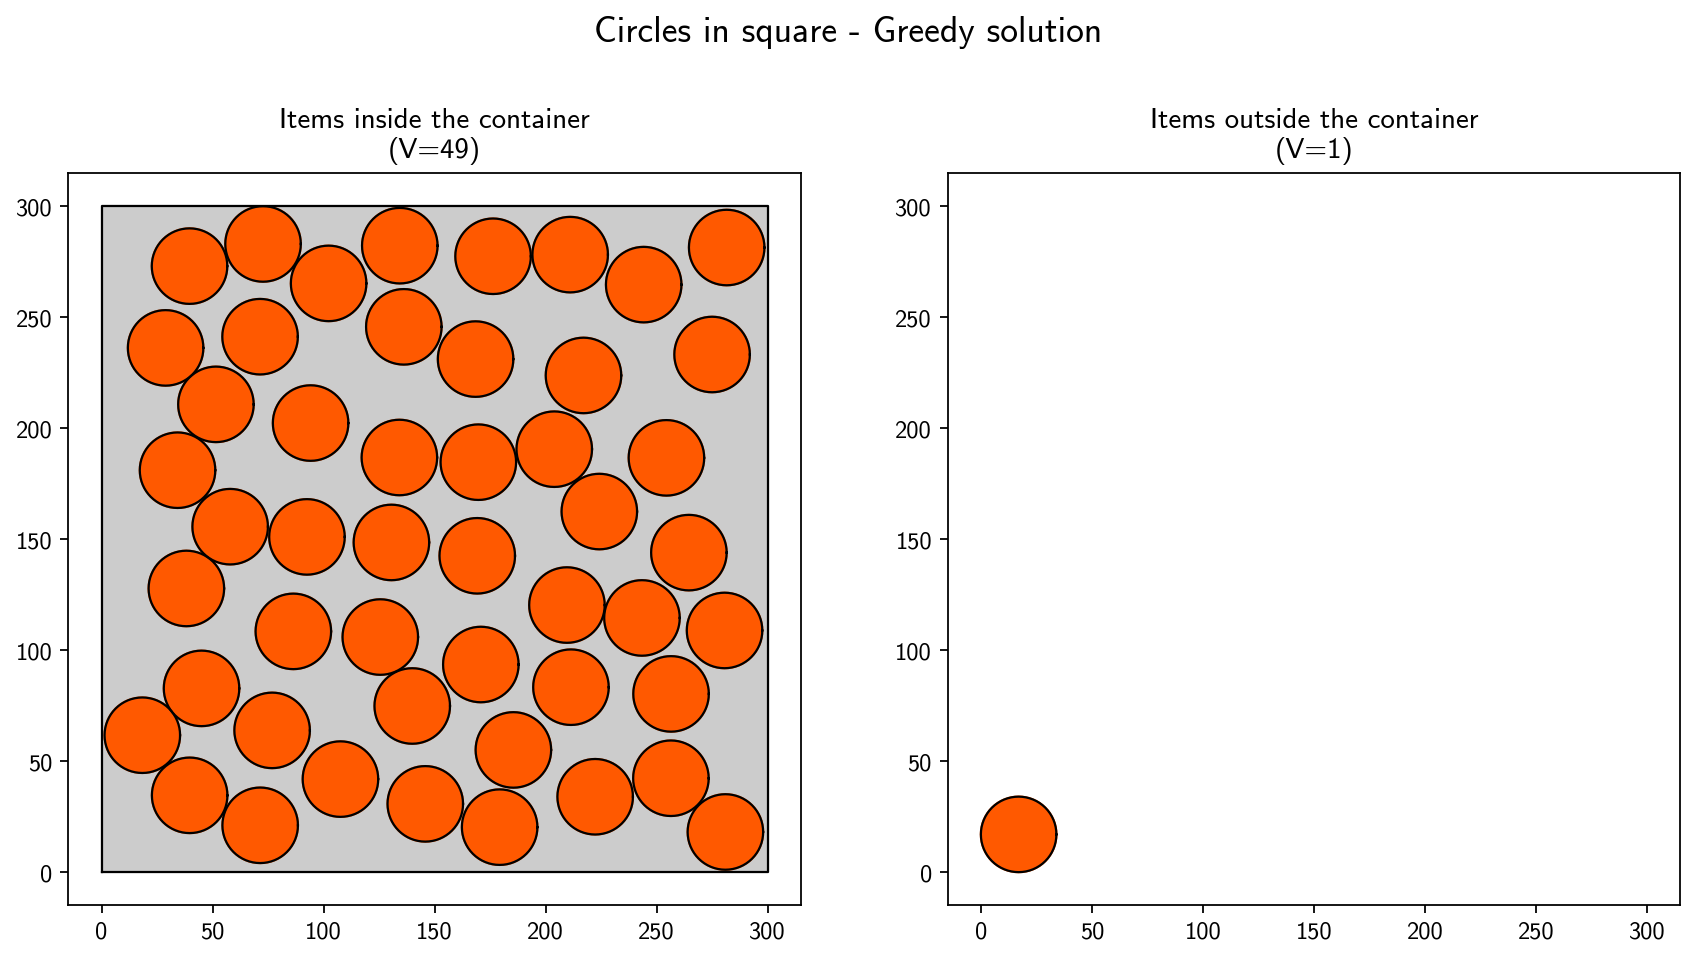 Circles in square - Greedy solution
Items inside the container
(V=49)
Items outside the container
(V=1)
300
250
200
150
100
50
0
0 50 100 150 200 250 300
300
250
200
150
100
50
0
0 50 100 150 200 250 300